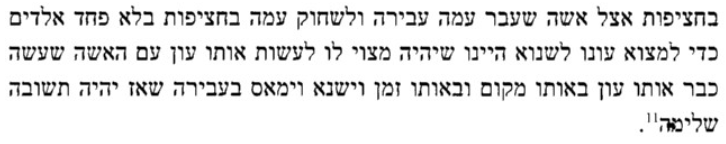 בחציפות אצל אשה שעבר עמה עבירה ולשחוק עמה בחציפות בלא פחד אלדים
כדי למצוא עונו לשנוא היינו שיהיה מצוי לו לעשות אותו עון עם האשה שעשה
כבר אותו עון באותו מקום ובאותו זמן וישנא וימאס בעבירה שאז יהיה תשובה
שלימה11.